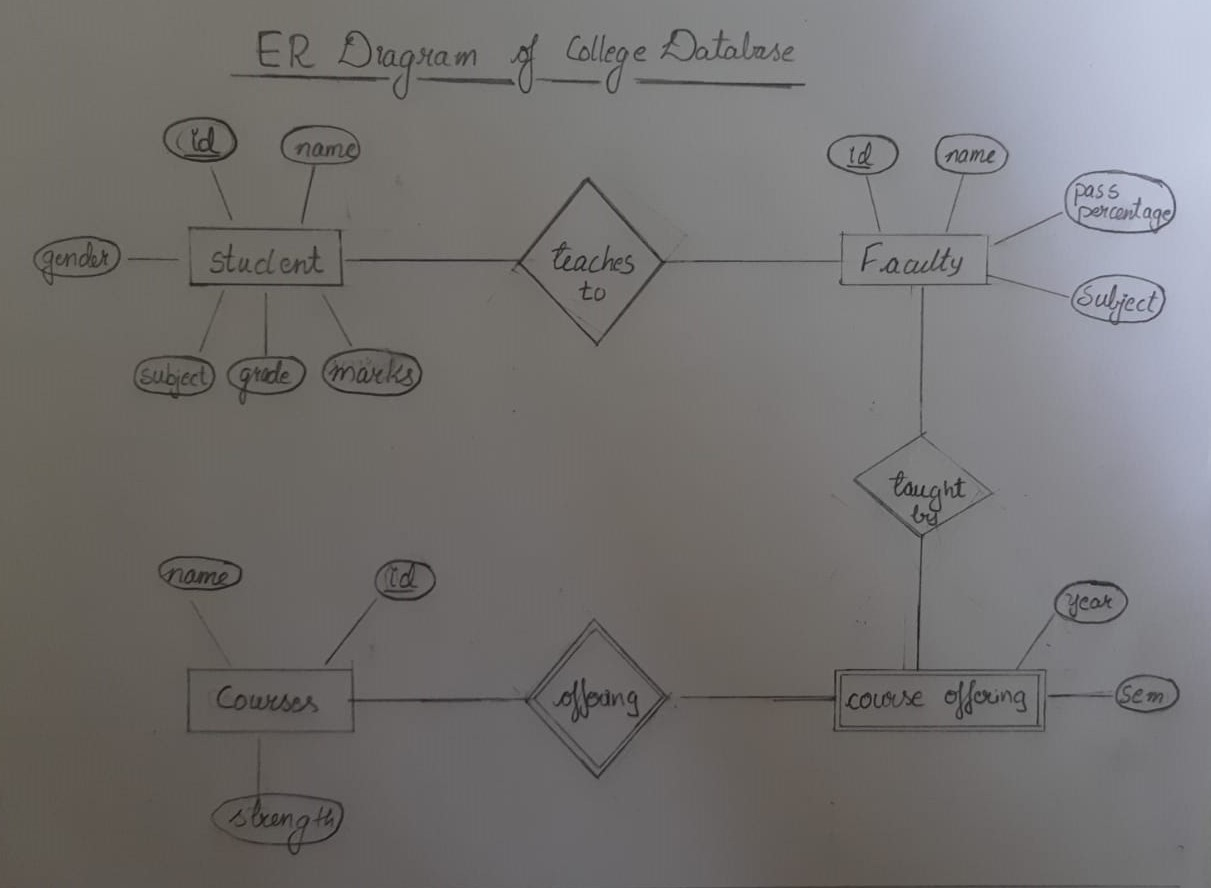 ER Diagram of College Database
id
name
id
name
pass
percentage
gender
student
teaches
to
Faculty
Subject
subject
grade
marks
taught
by
name
id
year
Courses
offering
course offering
sem
strength